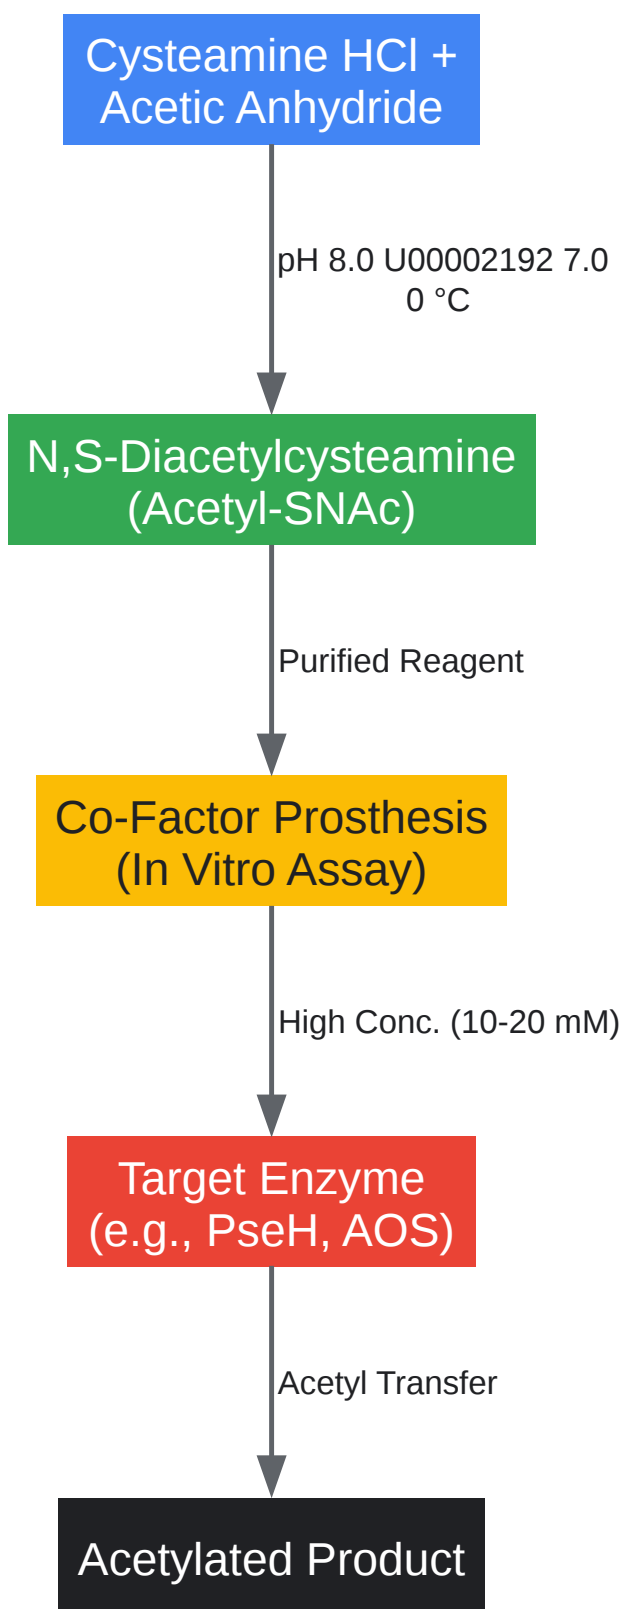 Cysteamine HCl +
Acetic Anhydride
pH 8.0 U00002192 7.0
0 °C
N,S-Diacetylcysteamine
(Acetyl-SNAc)
Purified Reagent
Co-Factor Prosthesis
(In Vitro Assay)
High Conc. (10-20 mM)
Target Enzyme
(e.g., PseH, AOS)
Acetyl Transfer
Acetylated Product